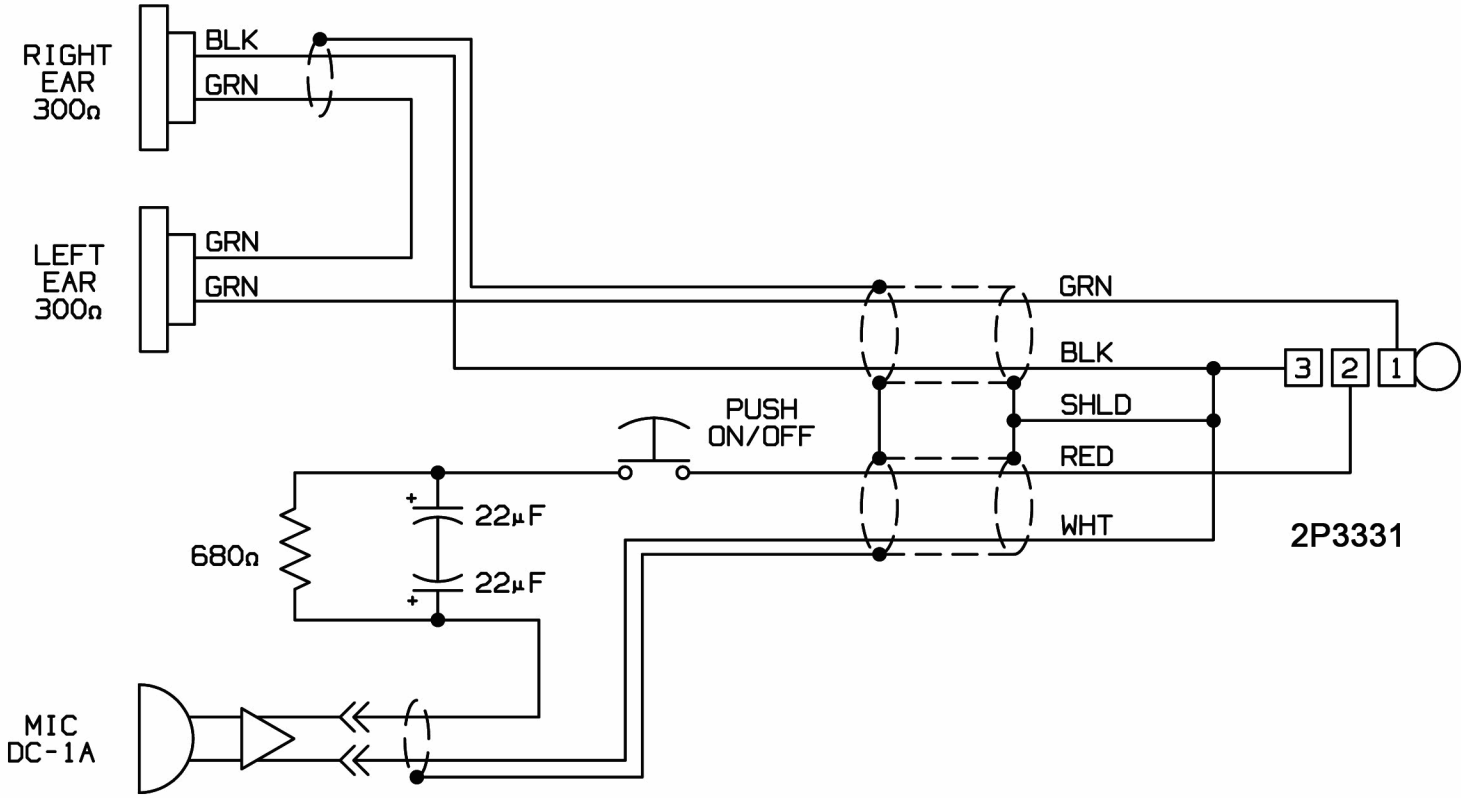 RIGHT
EAR
300Ω
BLK
GRN
LEFT
EAR
300Ω
GRN
GRN
GRN
BLK
3 2 1
SHLD
PUSH
ON/OFF
RED
WHT
2P3331
+
22µF
680Ω
22µF
+
MIC
DC-1A